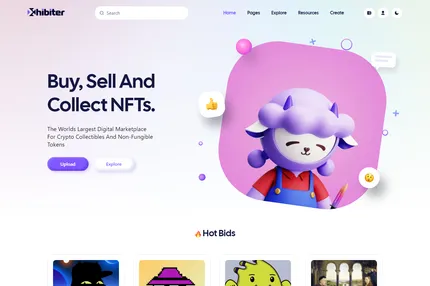 Xhibiter
Search
Home
Pages
Explore
Resources
Create
Buy, Sell And
Collect NFTs.
The Worlds Largest Digital Marketplace
For Crypto Collectibles And Non-Fungible
Tokens
Upload
Explore
Hot Bids